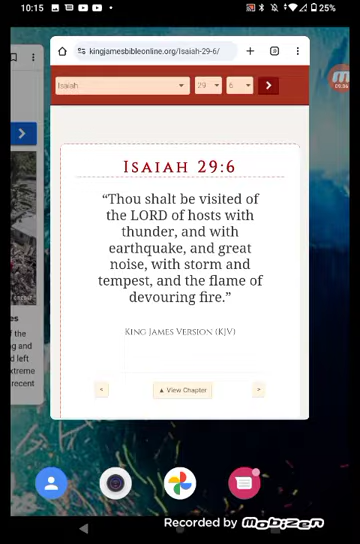 10:15
25%
kingjamesbibleonline.org/Isaiah-29-6/
Isaiah
29
6
ISAIAH 29:6
“Thou shalt be visited of
the LORD of hosts with
thunder, and with
earthquake, and great
noise, with storm and
tempest, and the flame of
devouring fire.”
KING JAMES VERSION (KJV)
<
▲ View Chapter
>
es
f the
g and
d left
xtreme
recent
Recorded by mobizen